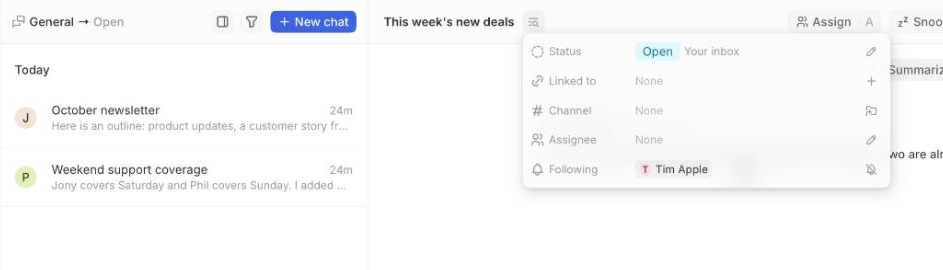 General → Open
+ New chat
Today
J
October newsletter
24m
Here is an outline: product updates, a customer story fr...
P
Weekend support coverage
24m
Jony covers Saturday and Phil covers Sunday. I added ...
This week's new deals
Assign A
Snoo
Summariz
Status Open Your inbox
Linked to None
Channel None
Assignee None
wo are alr
Following T Tim Apple